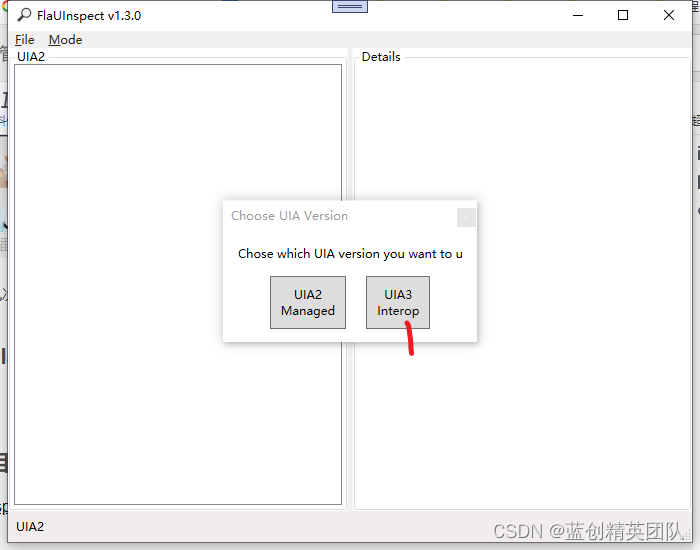 FlaUInspect v1.3.0
File Mode
UIA2
Details
Choose UIA Version
x
Chose which UIA version you want to u
UIA2
Managed
UIA3
Interop
UIA2
CSDN @蓝创精英团队